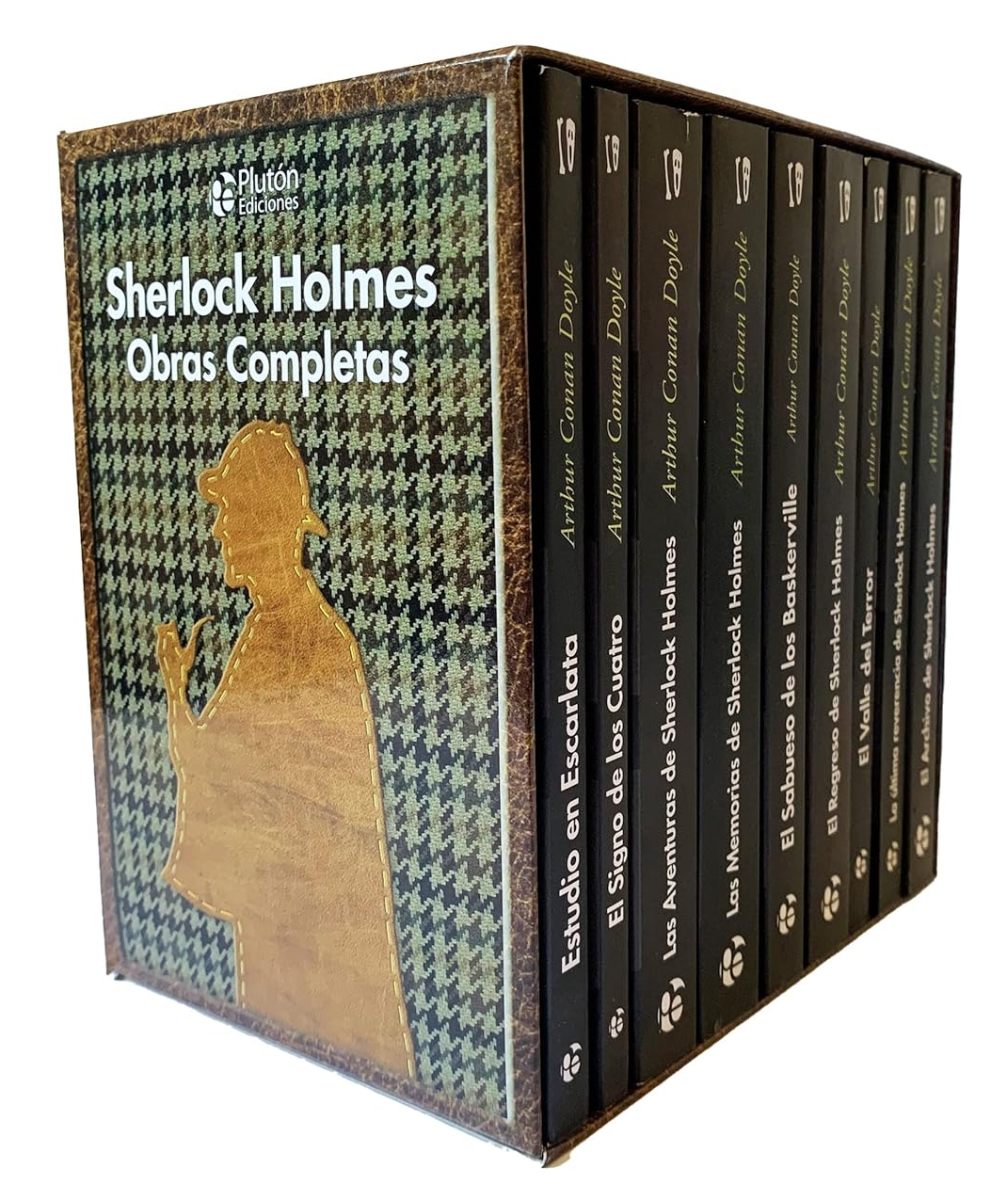 Plutón
Ediciones
Sherlock Holmes
Obras Completas
Estudio en Escarlata Arthur Conan Doyle
El Signo de los Cuatro Arthur Conan Doyle
Las Aventuras de Sherlock Holmes Arthur Conan Doyle
Las Memorias de Sherlock Holmes Arthur Conan Doyle
El Sabueso de los Baskerville Arthur Conan Doyle
El Regreso de Sherlock Holmes Arthur Conan Doyle
El Valle del Terror Arthur Conan Doyle
La última reverencia de Sherlock Holmes Arthur Conan Doyle
El Archivo de Sherlock Holmes Arthur Conan Doyle